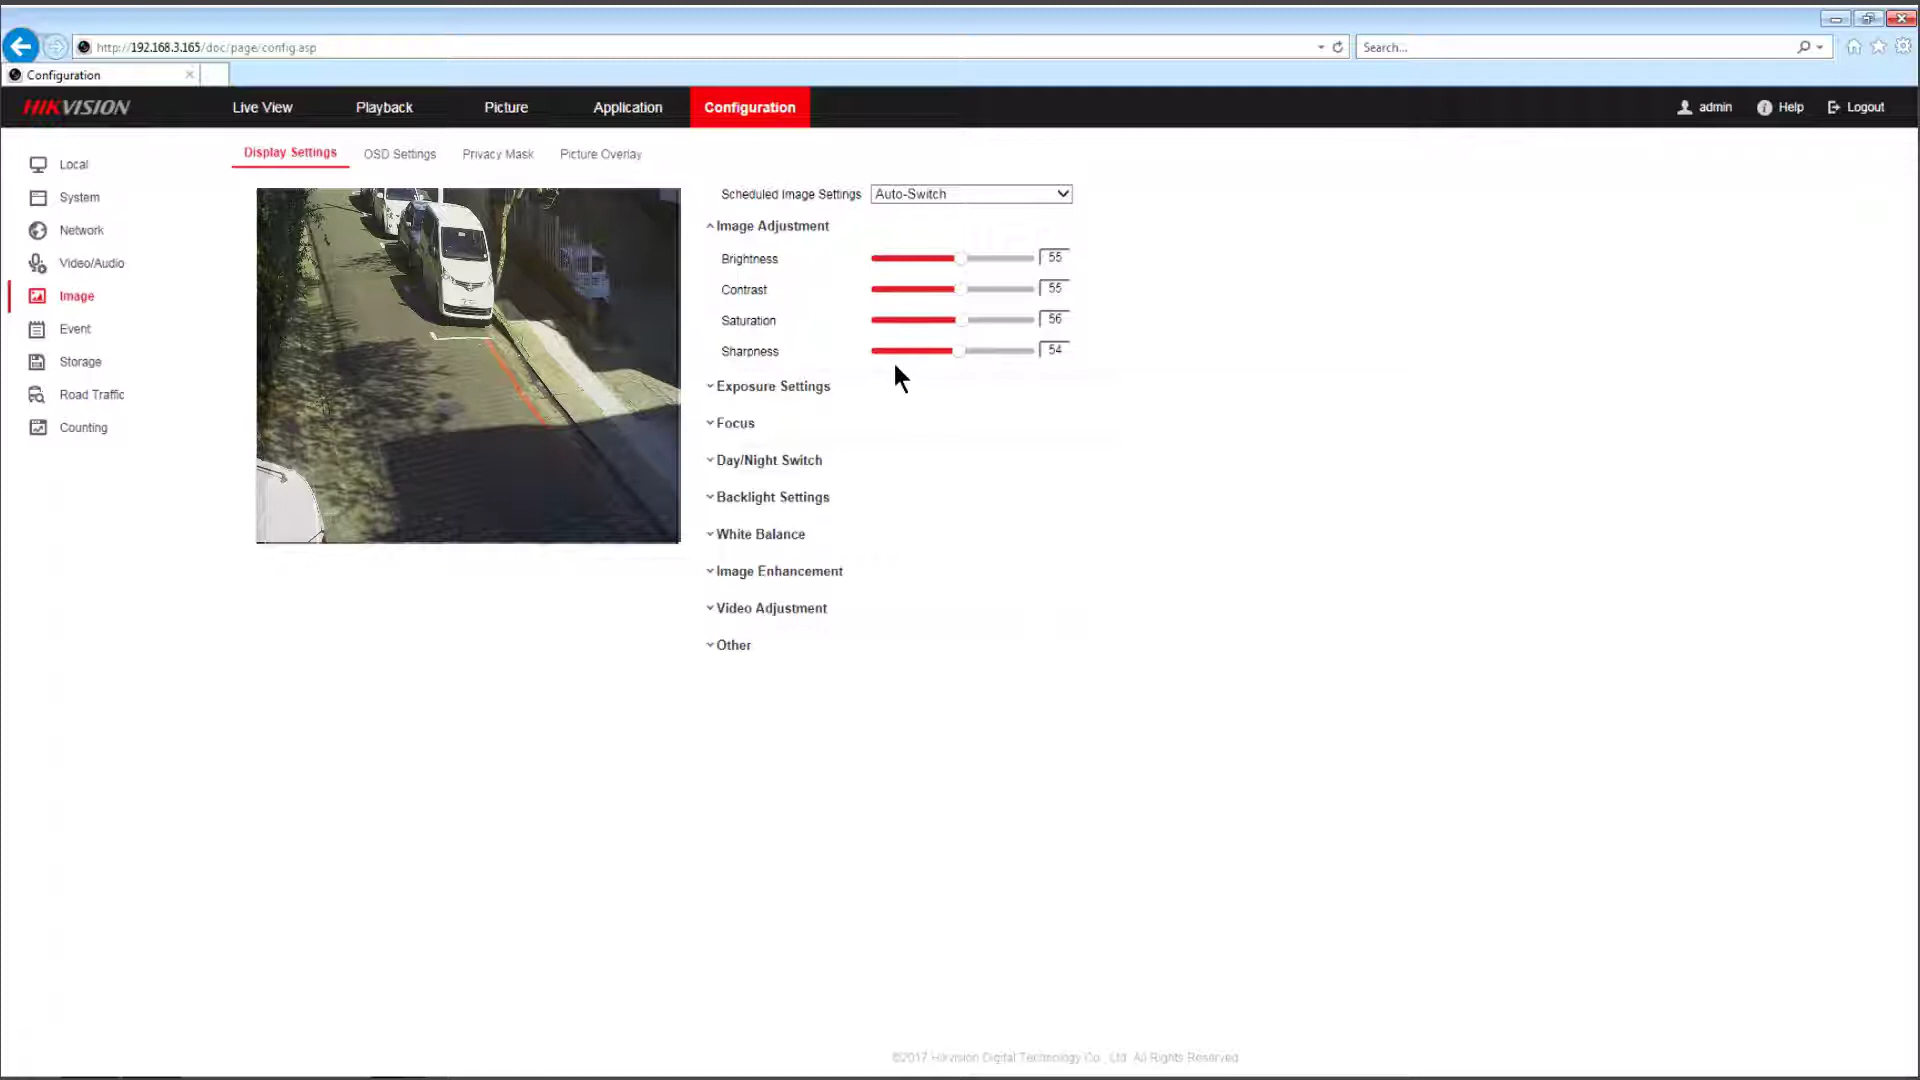 http://192.168.3.165/doc/page/config.asp
Search...
Configuration
HIKVISION
Live View
Playback
Picture
Application
Configuration
admin
Help
Logout
Local
System
Network
Video/Audio
Image
Event
Storage
Road Traffic
Counting
Display Settings
OSD Settings
Privacy Mask
Picture Overlay
Scheduled Image Settings
Auto-Switch
Image Adjustment
Brightness
55
Contrast
55
Saturation
56
Sharpness
54
Exposure Settings
Focus
Day/Night Switch
Backlight Settings
White Balance
Image Enhancement
Video Adjustment
Other
©2017 Hikvision Digital Technology Co., Ltd. All Rights Reserved.